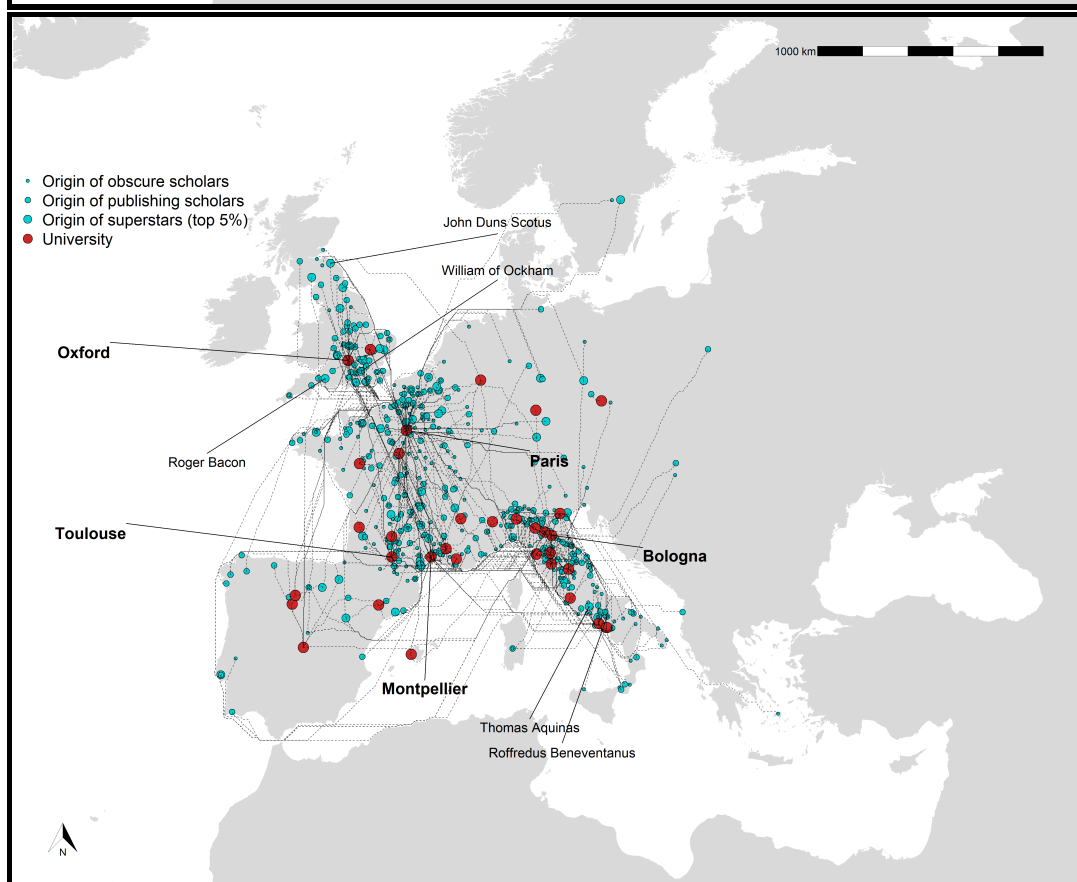 1000 km
Origin of obscure scholars
Origin of publishing scholars
Origin of superstars (top 5%)
University
John Duns Scotus
William of Ockham
Oxford
Roger Bacon
Paris
Toulouse
Bologna
Montpellier
Thomas Aquinas
Roffredus Beneventanus
N